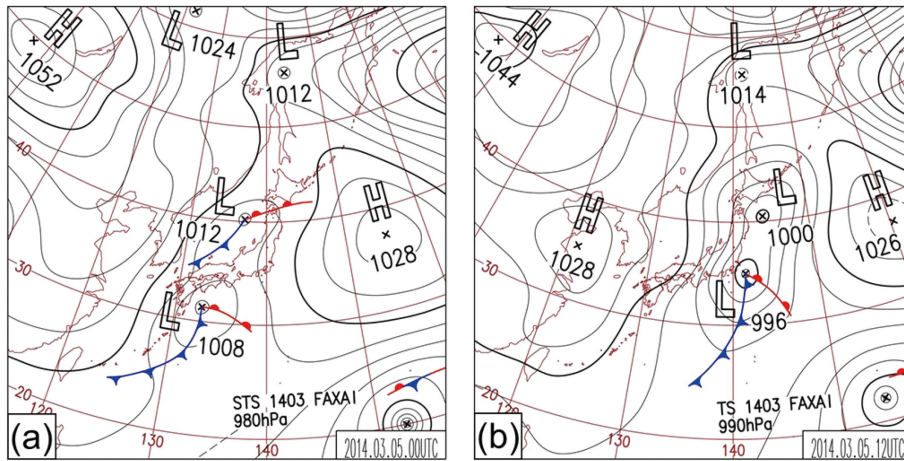 H
1052
L
1024
L
1012
40
L
1012
H
1028
30
L
1008
20
120
130
140
STS 1403 FAXAI
980hPa
(a)
2014.03.05.00UTC
H
1044
L
1014
40
H
1028
L
1000
H
1026
30
L
996
20
120
130
140
TS 1403 FAXAI
990hPa
(b)
2014.03.05.12UTC